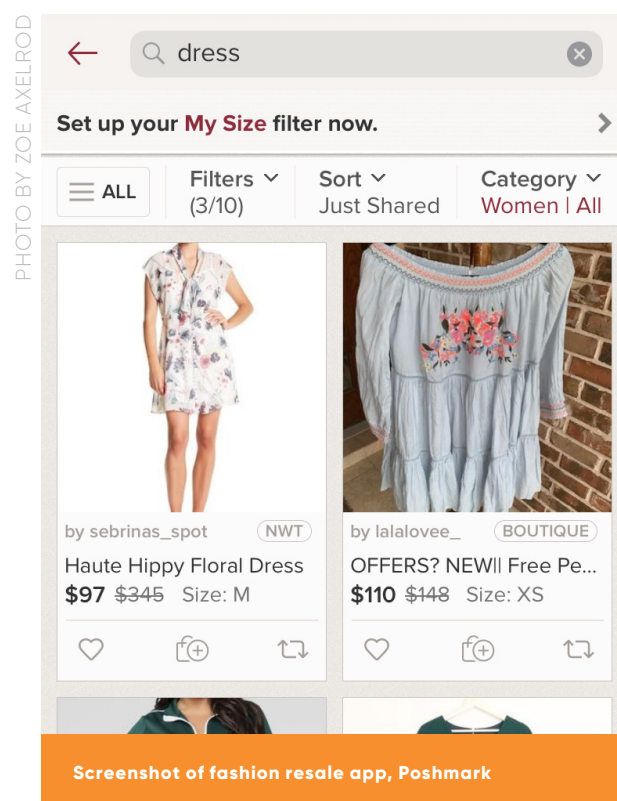 PHOTO BY ZOE AXELROD
dress
Set up your My Size filter now.
ALL
Filters
(3/10)
Sort
Just Shared
Category
Women | All
by sebrinas_spot
NWT
Haute Hippy Floral Dress
$97 $345 Size: M
by lalalovee_
BOUTIQUE
OFFERS? NEW|| Free Pe...
$110 $148 Size: XS
Screenshot of fashion resale app, Poshmark